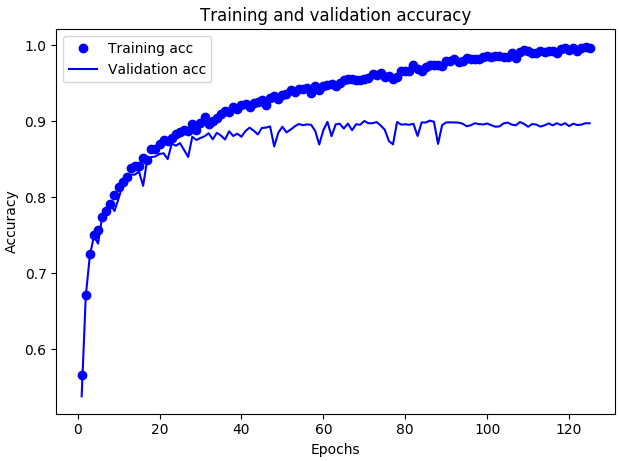 Training and validation accuracy
Training acc
Validation acc
1.0
0.9
0.8
0.7
0.6
Accuracy
0 20 40 60 80 100 120
Epochs